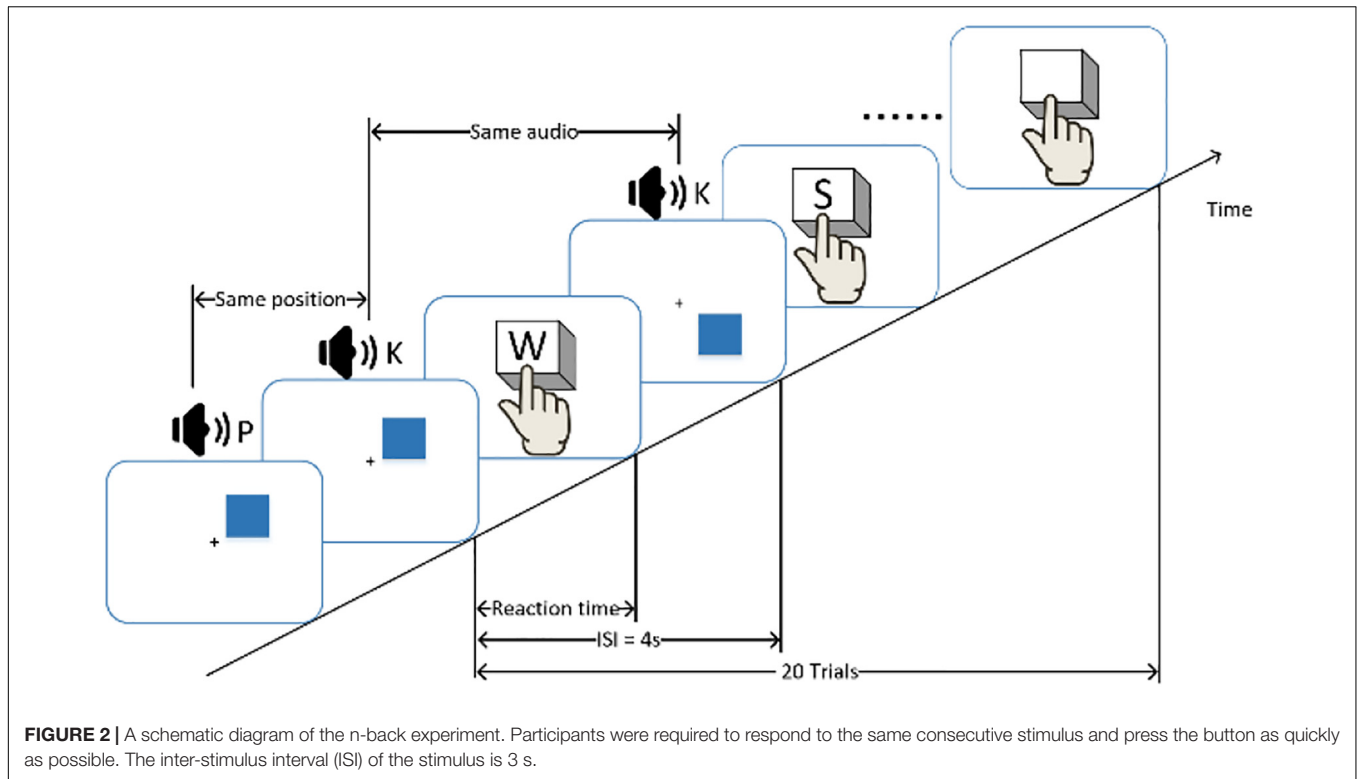 Same audio
K
S
Time
Same position
K
W
P
Reaction time
ISI = 4s
20 Trials
FIGURE 2 | A schematic diagram of the n-back experiment. Participants were required to respond to the same consecutive stimulus and press the button as quickly
as possible. The inter-stimulus interval (ISI) of the stimulus is 3 s.